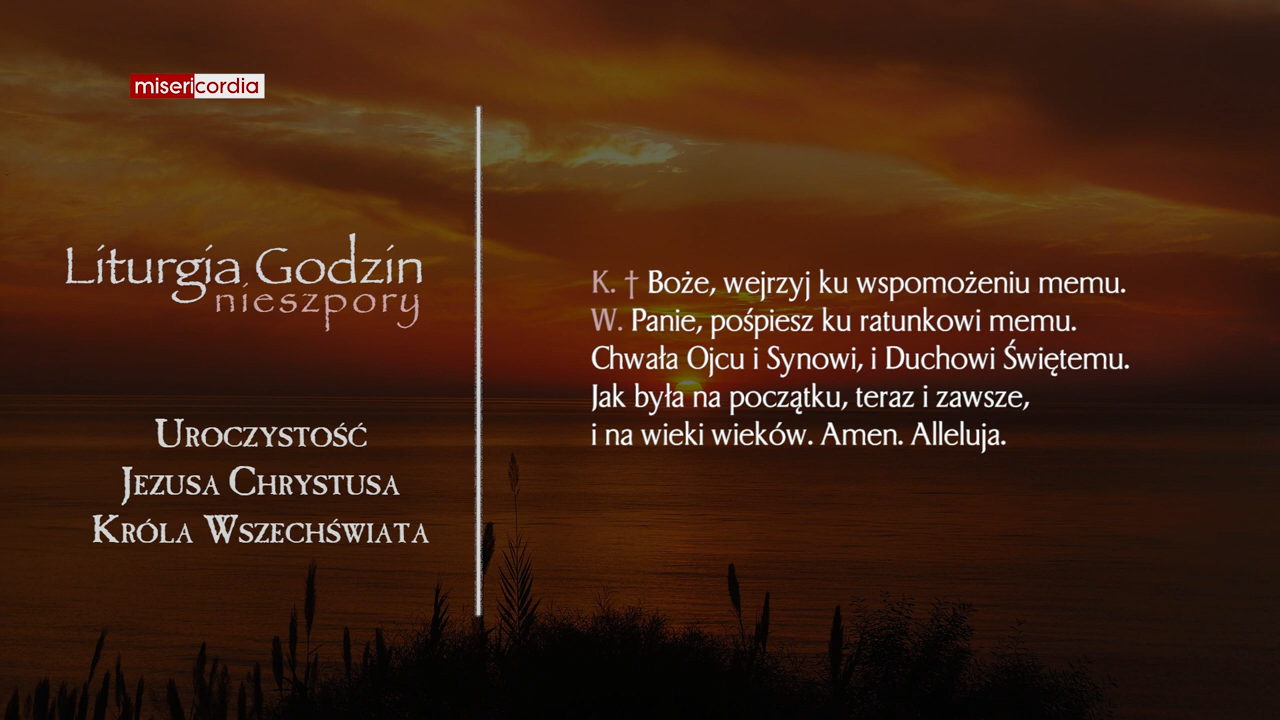 misericordia
Liturgia Godzin
nieszpory
Uroczystość
Jezusa Chrystusa
Króla Wszechświata
K. † Boże, wejrzyj ku wspomożeniu memu.
W. Panie, pośpiesz ku ratunkowi memu.
Chwała Ojcu i Synowi, i Duchowi Świętemu.
Jak była na początku, teraz i zawsze,
i na wieki wieków. Amen. Alleluja.